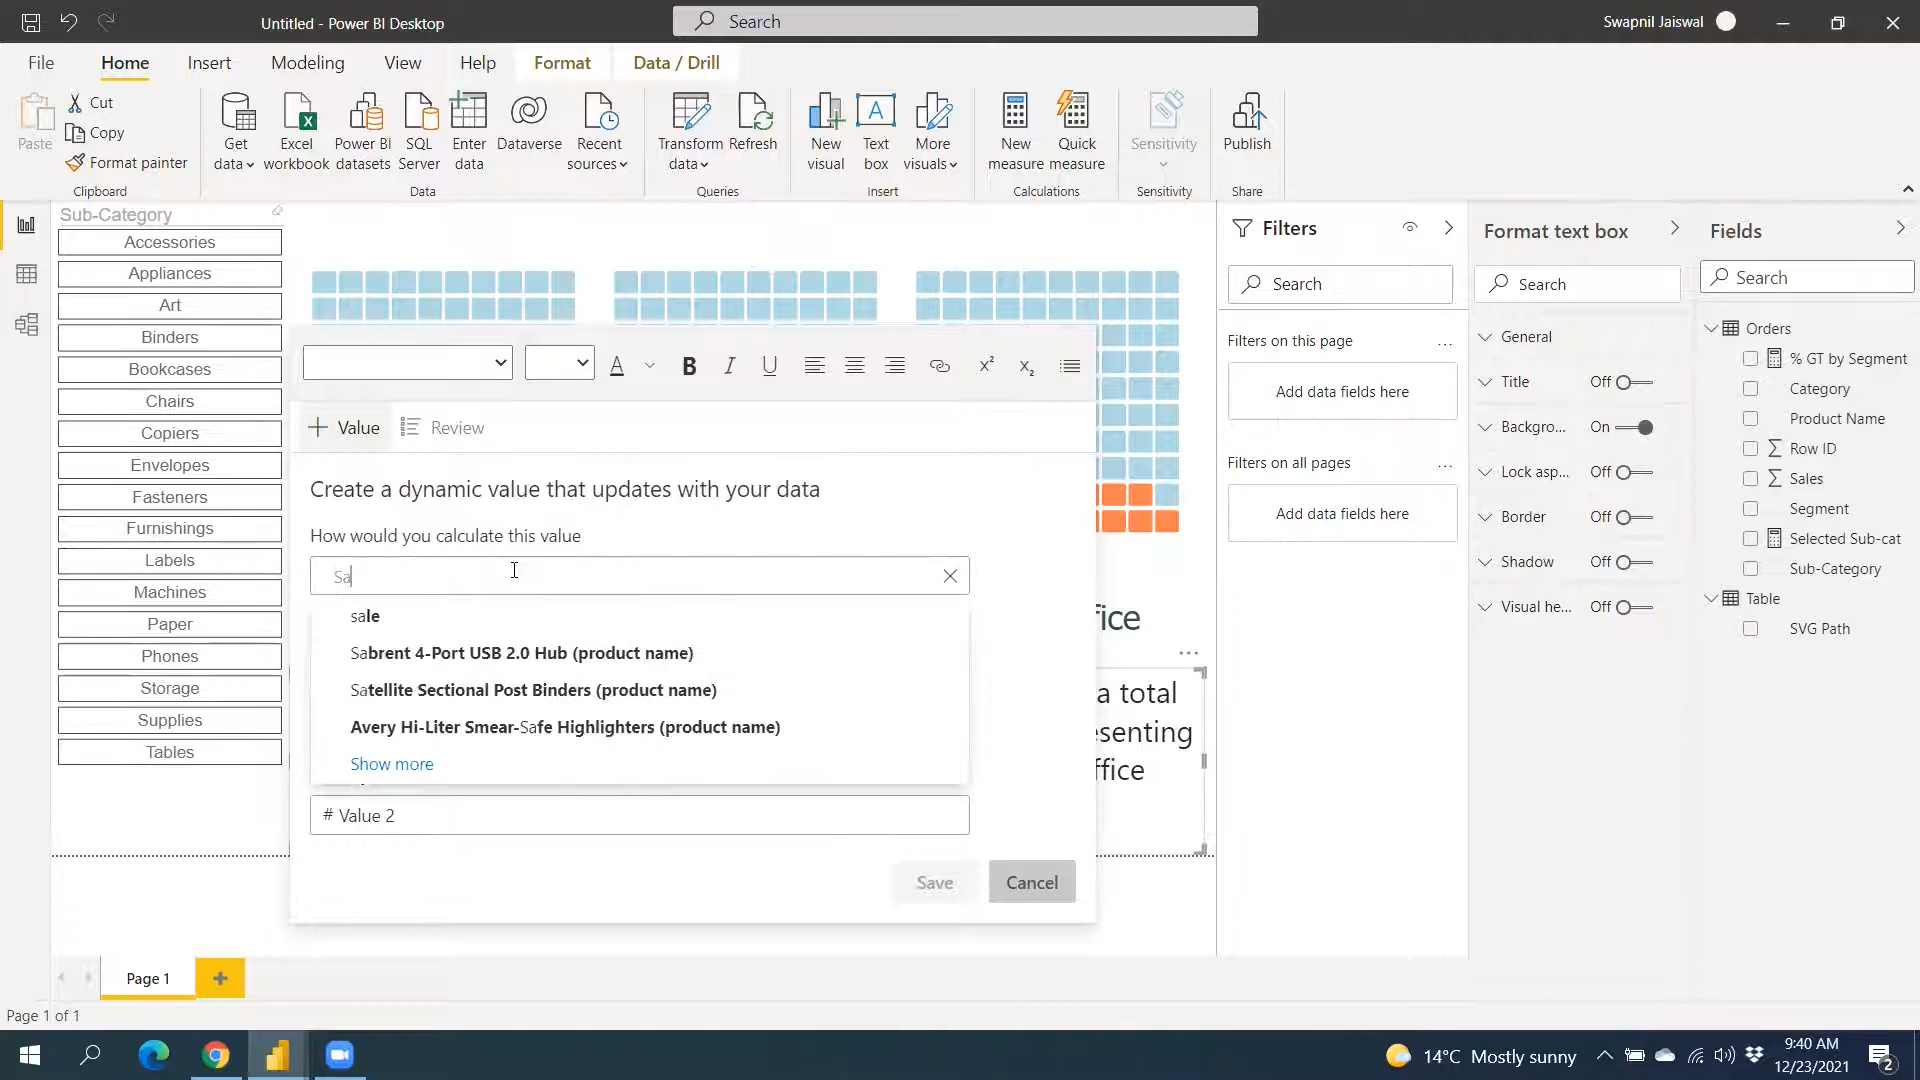 Untitled - Power BI Desktop
Search
Swapnil Jaiswal
File
Home
Insert
Modeling
View
Help
Format
Data / Drill
Paste
Cut
Copy
Format painter
Clipboard
Get data
Excel workbook
Power BI datasets
SQL Server
Enter data
Dataverse
Recent sources
Data
Transform data
Refresh
Queries
New visual
Text box
More visuals
Insert
New measure
Quick measure
Calculations
Sensitivity
Sensitivity
Publish
Share
Sub-Category
Accessories
Appliances
Art
Binders
Bookcases
Chairs
Copiers
Envelopes
Fasteners
Furnishings
Labels
Machines
Paper
Phones
Storage
Supplies
Tables
Value
Review
Create a dynamic value that updates with your data
How would you calculate this value
Sa
sale
Sabrent 4-Port USB 2.0 Hub (product name)
Satellite Sectional Post Binders (product name)
Avery Hi-Liter Smear-Safe Highlighters (product name)
Show more
# Value 2
Save
Cancel
fice
a total
senting
ffice
Filters
Search
Filters on this page
Add data fields here
Filters on all pages
Add data fields here
Format text box
Search
General
Title Off
Backgro... On
Lock asp... Off
Border Off
Shadow Off
Visual he... Off
Fields
Search
Orders
% GT by Segment
Category
Product Name
Row ID
Sales
Segment
Selected Sub-cat
Sub-Category
Table
SVG Path
Page 1
Page 1 of 1
14°C Mostly sunny
9:40 AM
12/23/2021
2